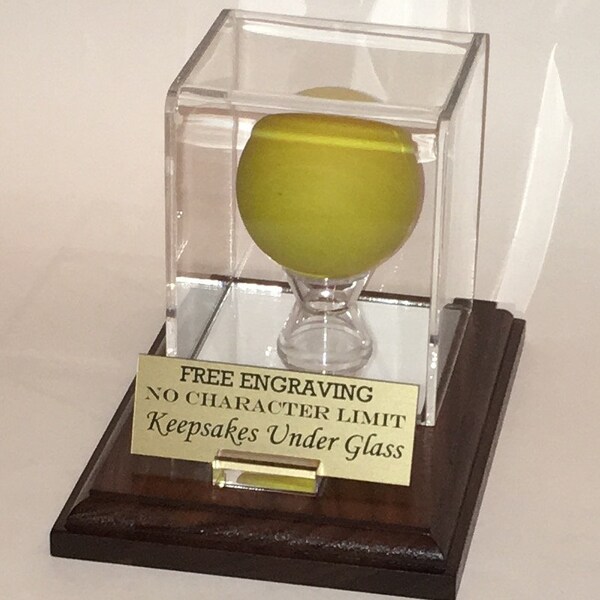 FREE ENGRAVING
NO CHARACTER LIMIT
Keepsakes Under Glass